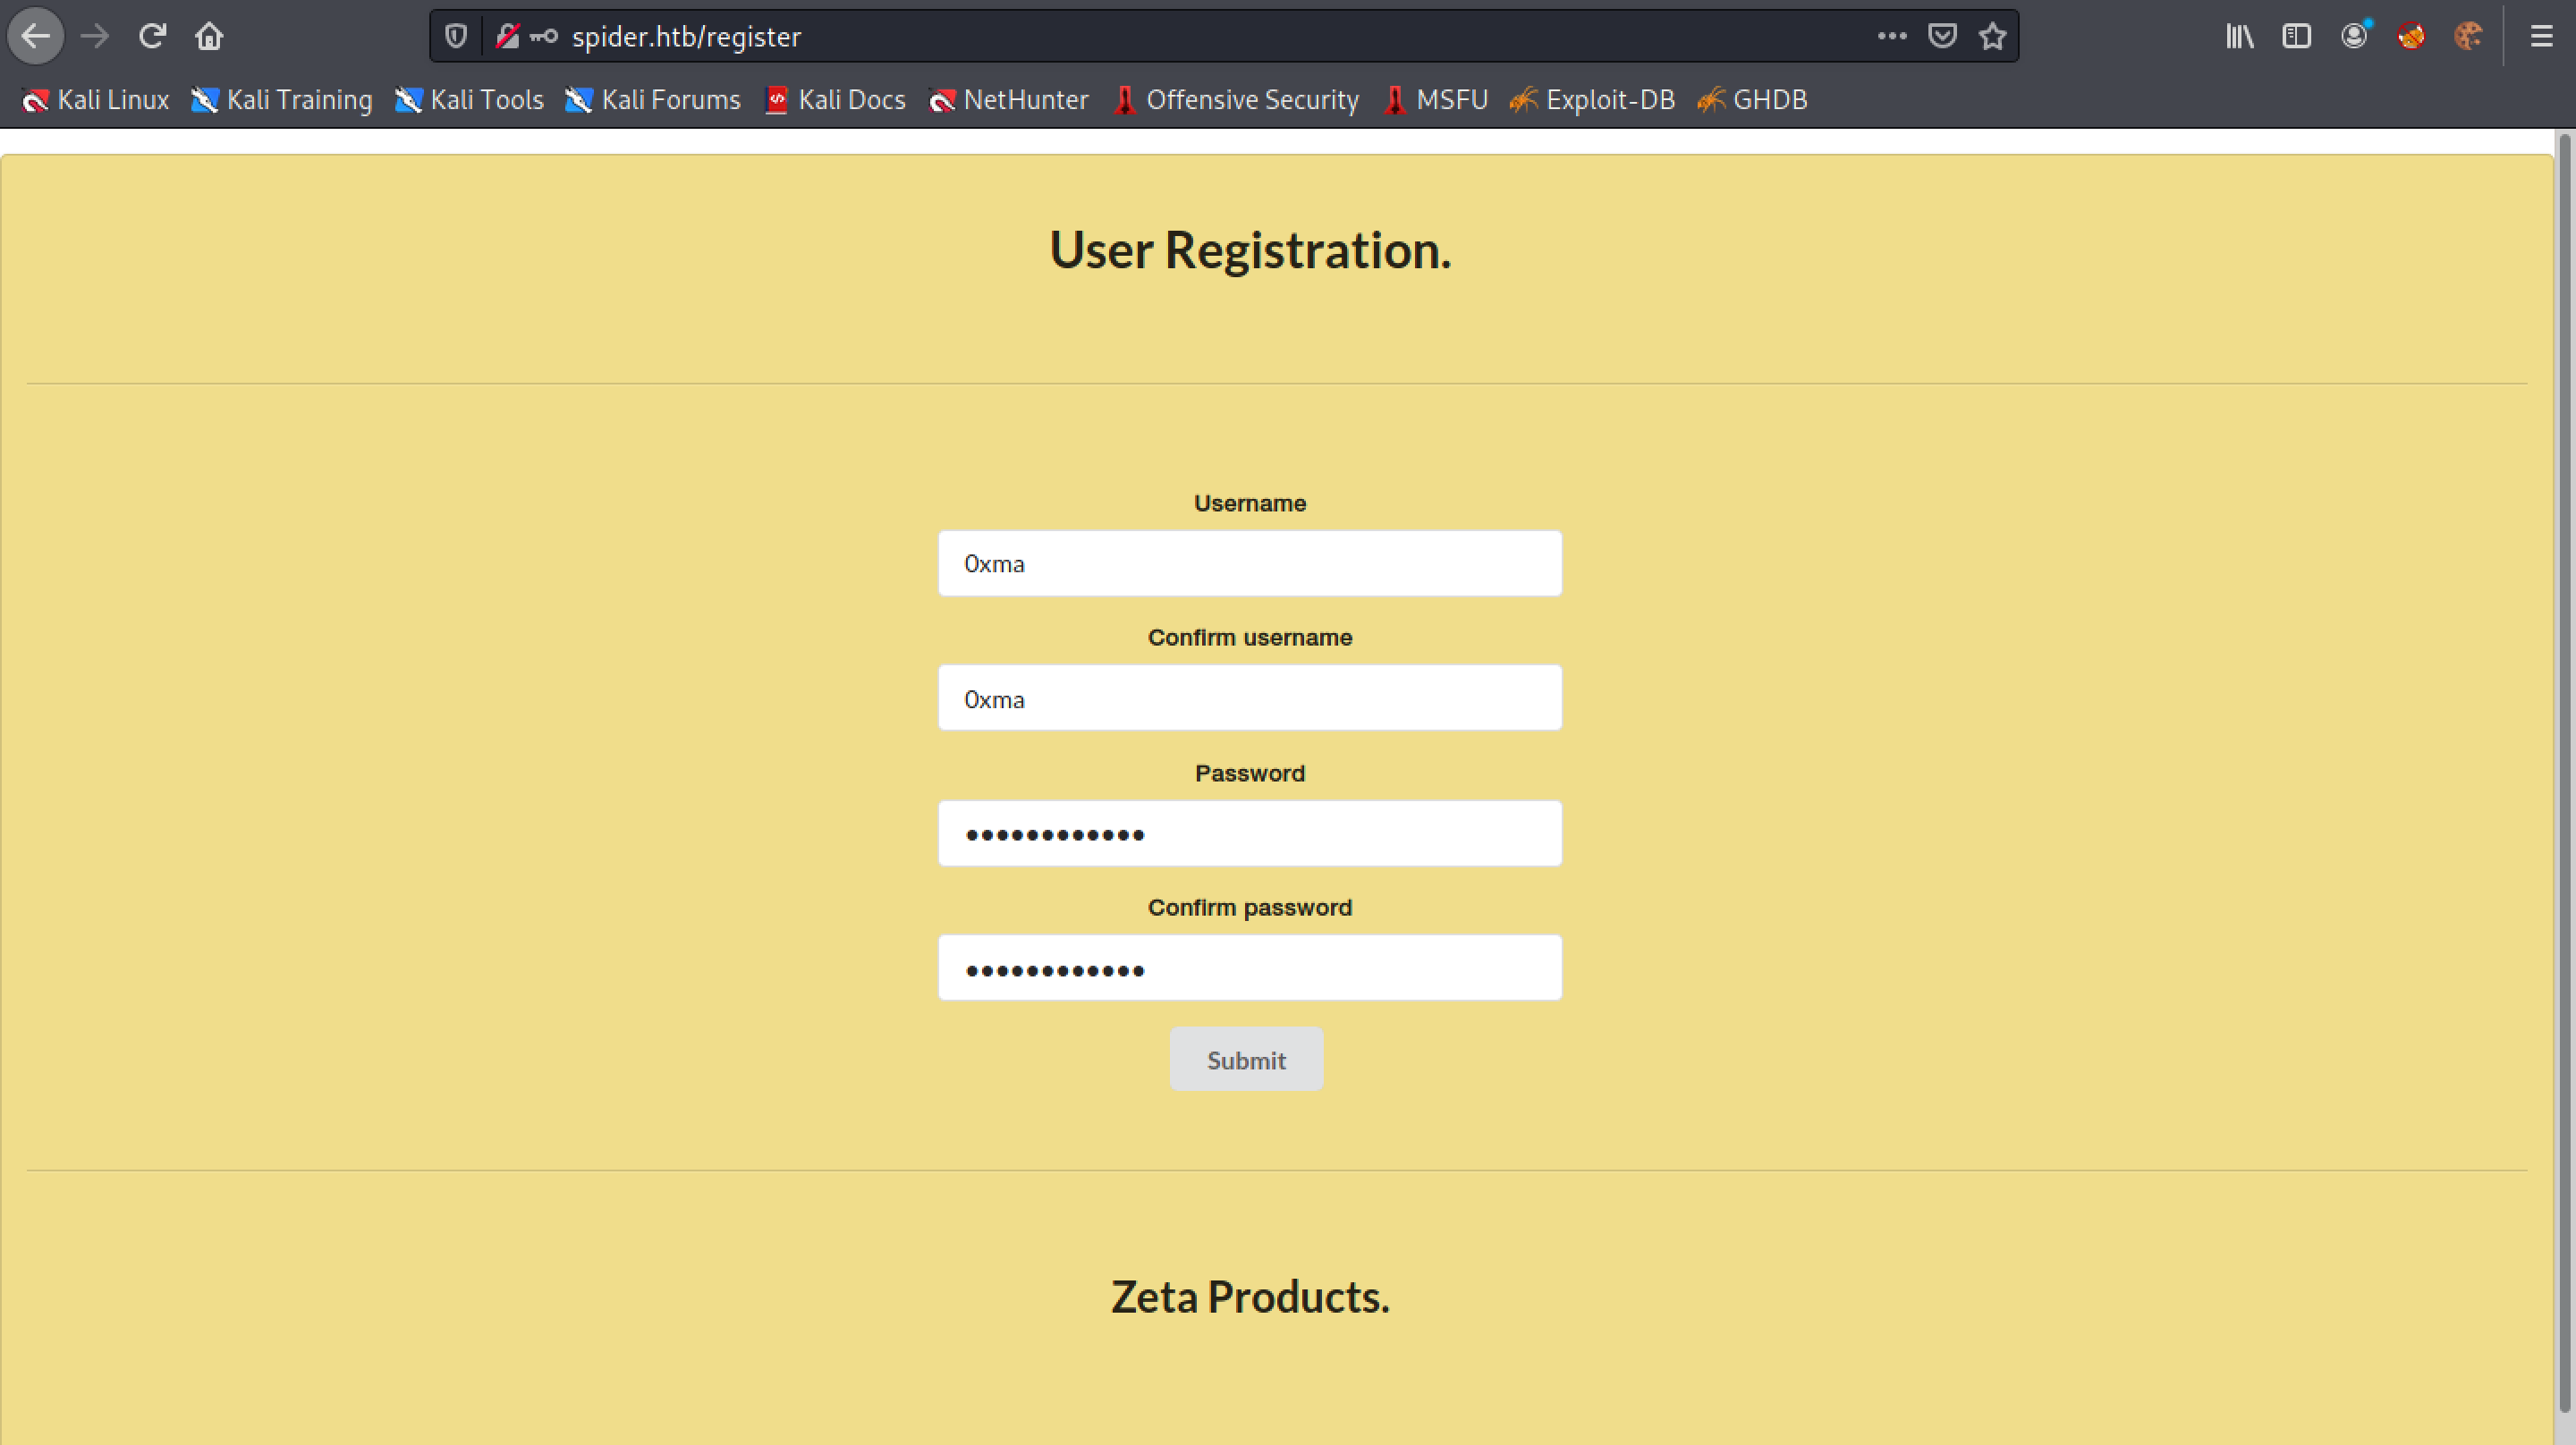 spider.htb/register
Kali Linux Kali Training Kali Tools Kali Forums Kali Docs NetHunter Offensive Security MSFU Exploit-DB GHDB
User Registration.
Username
0xma
Confirm username
0xma
Password
••••••••••••
Confirm password
••••••••••••
Submit
Zeta Products.